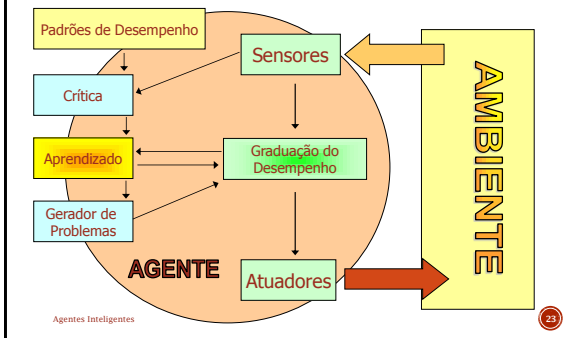 Padrões de Desempenho
Sensores
Crítica
Aprendizado
Graduação do
Desempenho
Gerador de
Problemas
AGENTE
Atuadores
AMBIENTE
Agentes Inteligentes
23